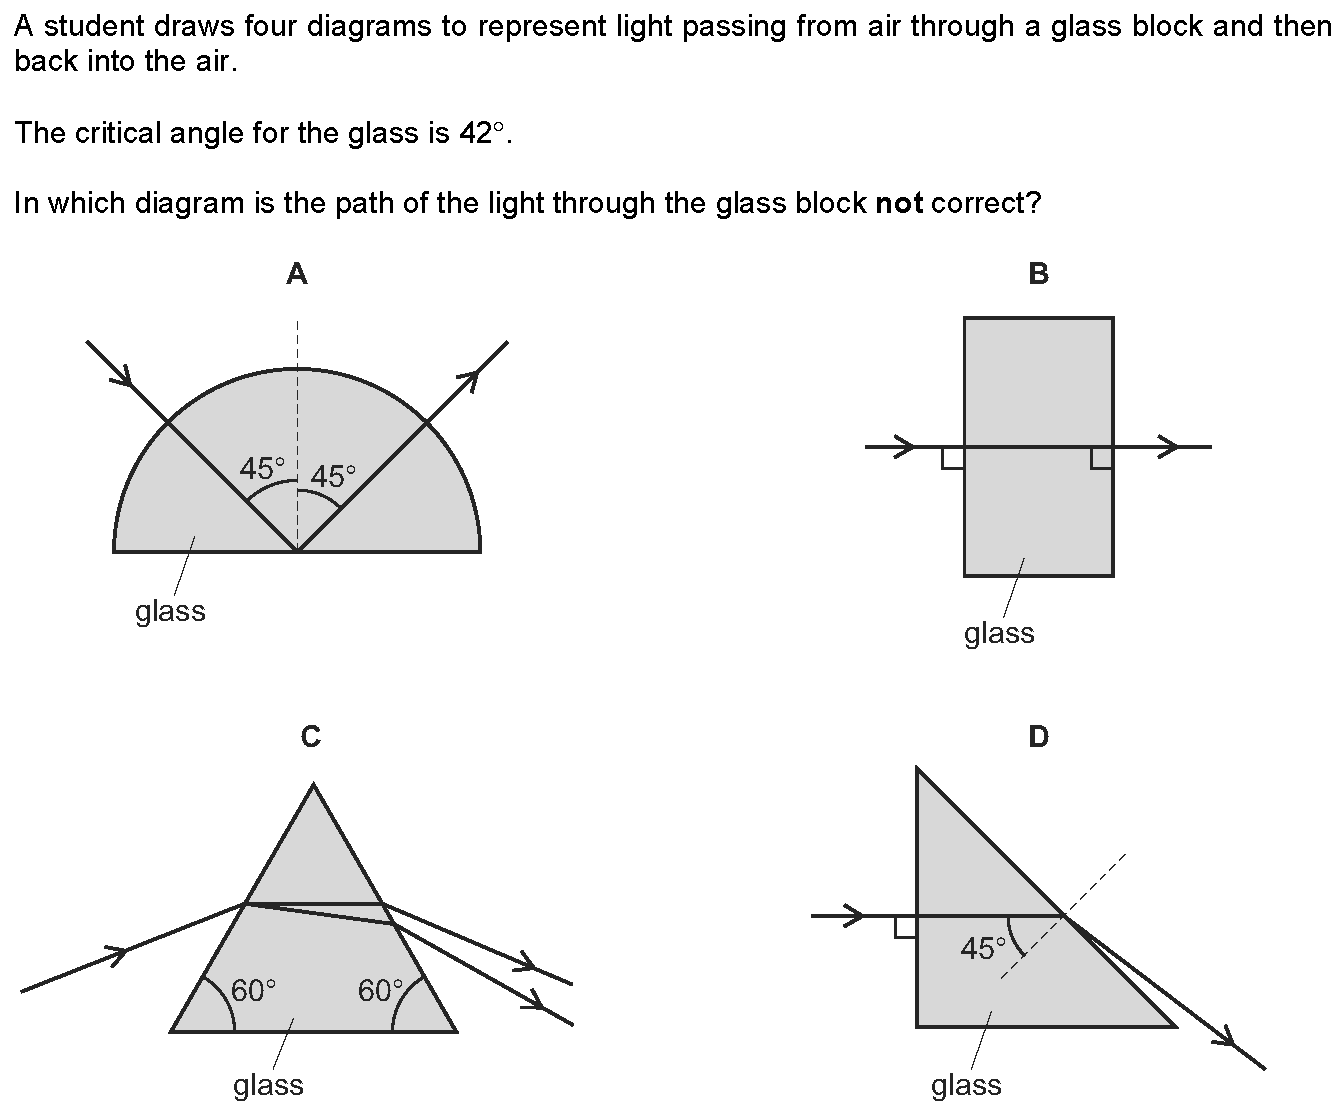 A student draws four diagrams to represent light passing from air through a glass block and then
back into the air.
The critical angle for the glass is 42°.
In which diagram is the path of the light through the glass block not correct?
A
45° 45°
glass
B
glass
C
60° 60°
glass
D
45°
glass